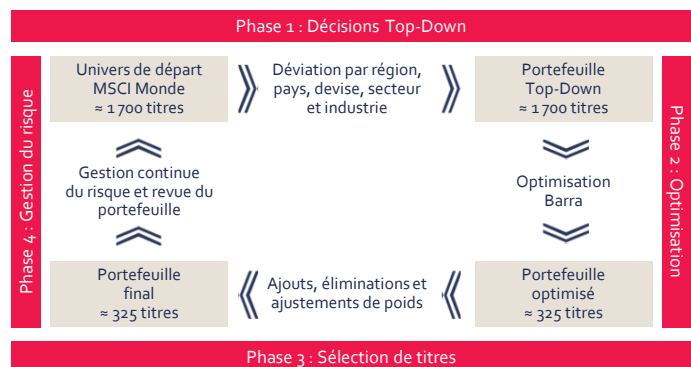 Phase 1 : Décisions Top-Down
Univers de départ
MSCI Monde
≈ 1 700 titres
Déviation par région,
pays, devise, secteur
et industrie
Portefeuille
Top-Down
≈ 1 700 titres
Phase 2 : Optimisation
Optimisation
Barra
Portefeuille
optimisé
≈ 325 titres
Phase 3 : Sélection de titres
Ajouts, éliminations et
ajustements de poids
Portefeuille
final
≈ 325 titres
Phase 4 : Gestion du risque
Gestion continue
du risque et revue du
portefeuille